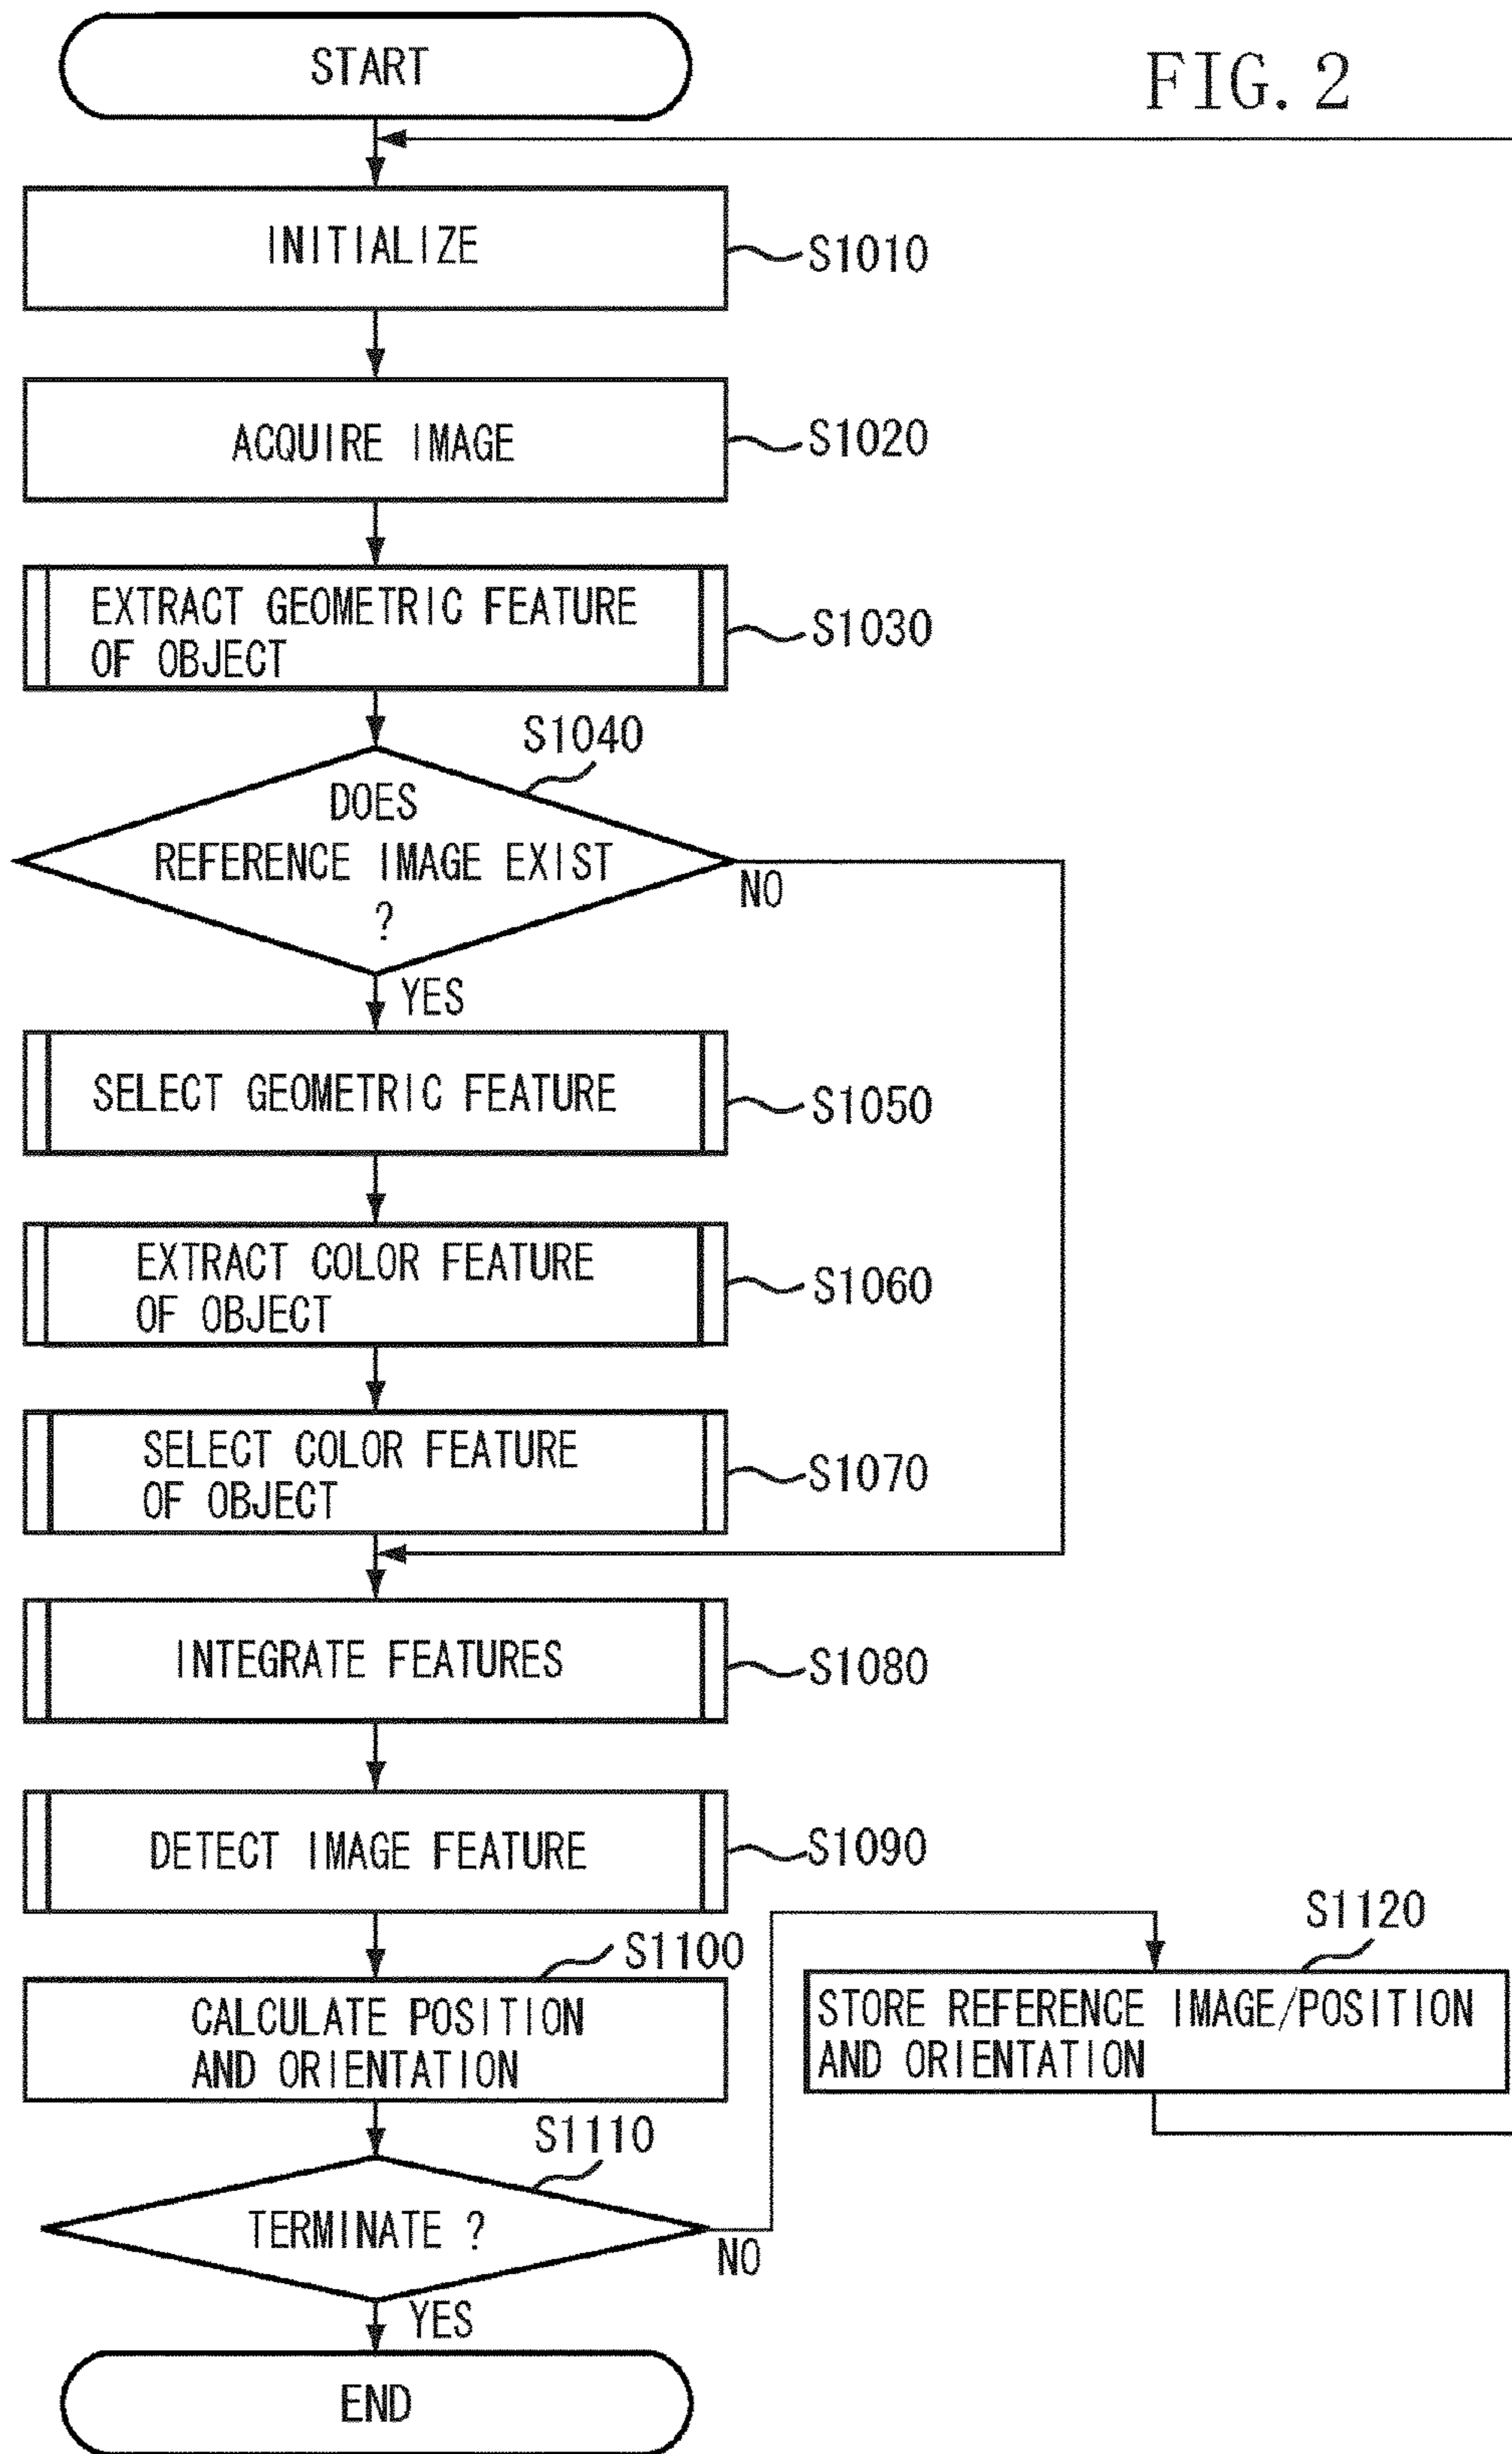 START
FIG. 2
INITIALIZE
S1010
ACQUIRE IMAGE
S1020
EXTRACT GEOMETRIC FEATURE
OF OBJECT
S1030
S1040
DOES
REFERENCE IMAGE EXIST
?
NO
YES
SELECT GEOMETRIC FEATURE
S1050
EXTRACT COLOR FEATURE
OF OBJECT
S1060
SELECT COLOR FEATURE
OF OBJECT
S1070
INTEGRATE FEATURES
S1080
DETECT IMAGE FEATURE
S1090
S1100
CALCULATE POSITION
AND ORIENTATION
S1120
STORE REFERENCE IMAGE/POSITION
AND ORIENTATION
S1110
TERMINATE ?
NO
YES
END